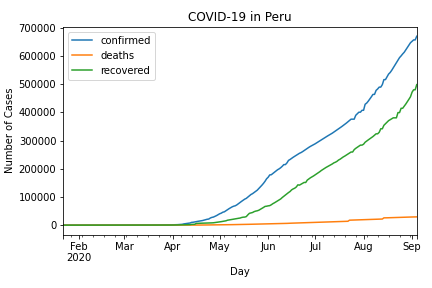 COVID-19 in Peru
700000
600000
500000
400000
300000
200000
100000
0
Number of Cases
confirmed
deaths
recovered
Feb
2020
Mar
Apr
May
Jun
Jul
Aug
Sep
Day